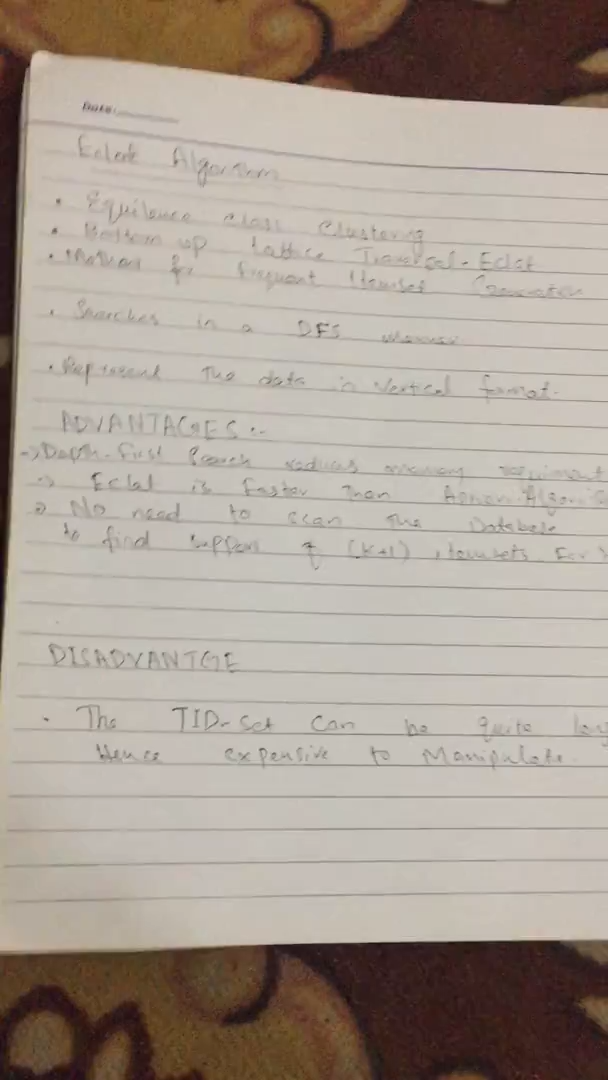 Date:
Eclat Algorithm
• Equilence class Clustering
• Bottom up Lattice Traversal - Eclat
• Method for frequent Itemset Generation
• Searches in a DFS manner
• Represent The data in Vertical format.
ADVANTAGES :-
→ Depth-first Search reduces memory requiment
→ Eclat is Faster Than
→ No need to scan The Database
to find support of (K+1) itemsets For
DISADVANTGE
• The TID-Set can be quite
Hence expensive to Manipulate.